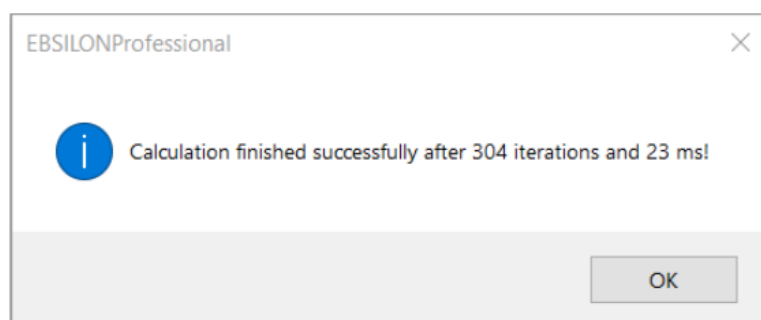 EBSILONProfessional
Calculation finished successfully after 304 iterations and 23 ms!
OK